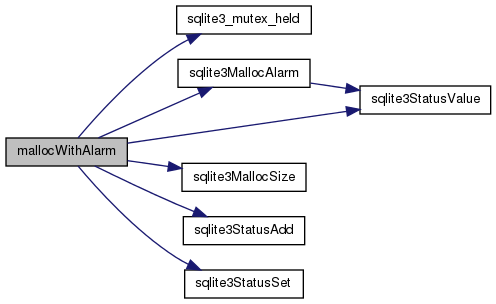 sqlite3_mutex_held
sqlite3MallocAlarm
sqlite3StatusValue
mallocWithAlarm
sqlite3MallocSize
sqlite3StatusAdd
sqlite3StatusSet